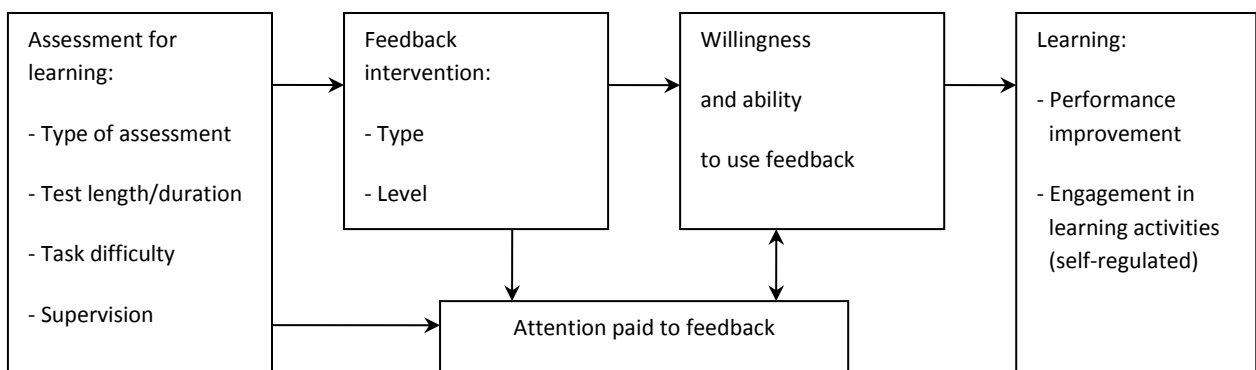 Assessment for
learning:
- Type of assessment
- Test length/duration
- Task difficulty
- Supervision
Feedback
intervention:
- Type
- Level
Willingness
and ability
to use feedback
Learning:
- Performance
improvement
- Engagement in
learning activities
(self-regulated)
Attention paid to feedback